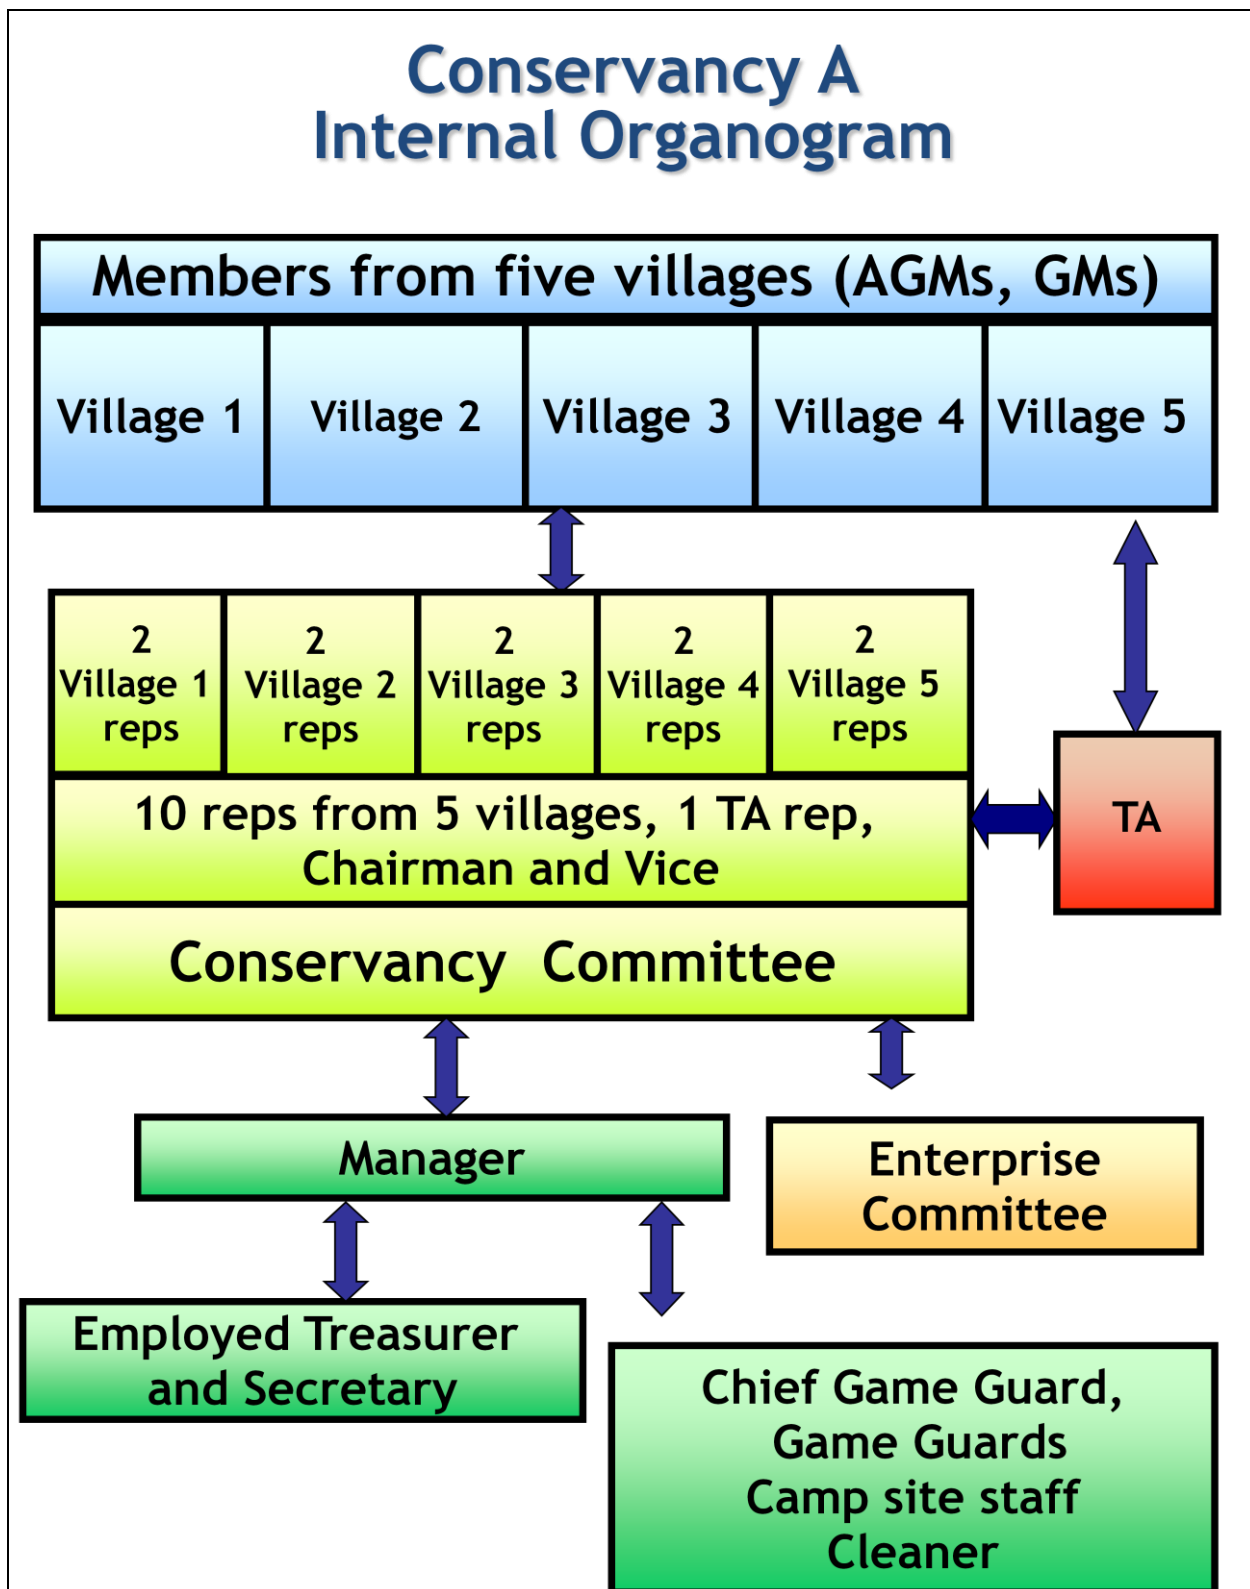 Conservancy A
Internal Organogram
Members from five villages (AGMs, GMs)
Village 1
Village 2
Village 3
Village 4
Village 5
2
Village 1
reps
2
Village 2
reps
2
Village 3
reps
2
Village 4
reps
2
Village 5
reps
10 reps from 5 villages, 1 TA rep,
Chairman and Vice
TA
Conservancy Committee
Manager
Enterprise
Committee
Employed Treasurer
and Secretary
Chief Game Guard,
Game Guards
Camp site staff
Cleaner